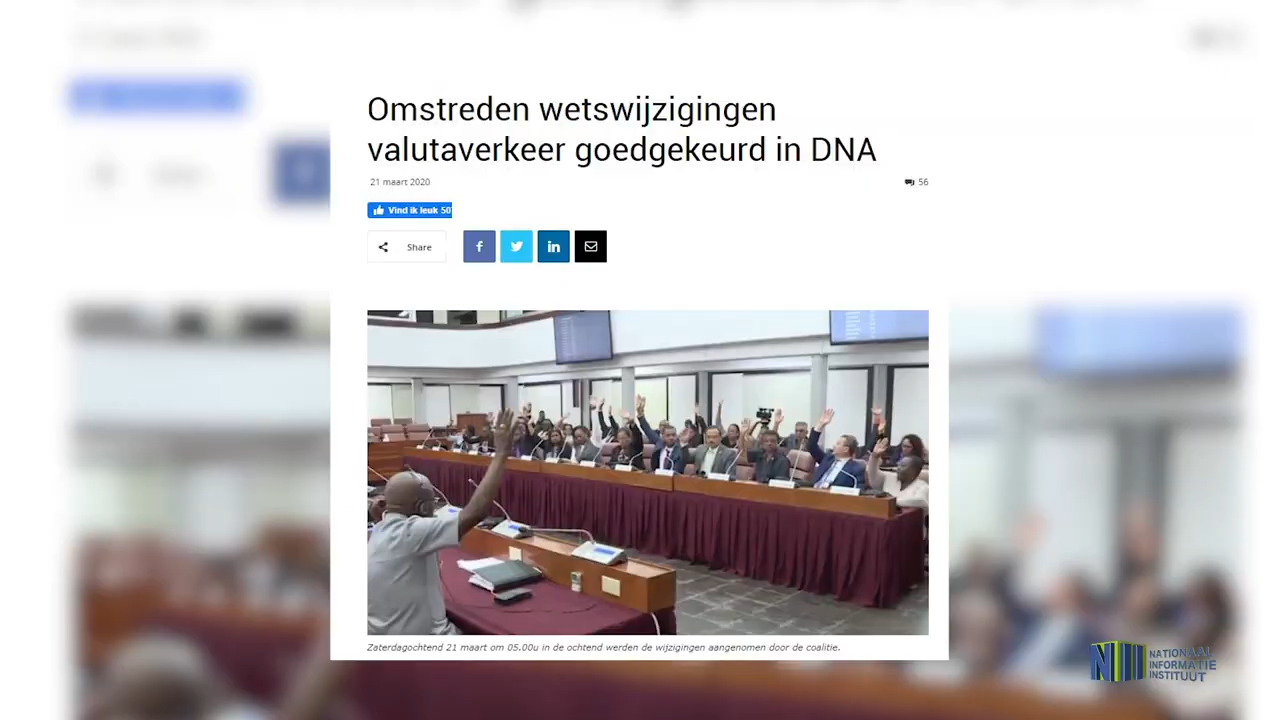 Omstreden wetswijzigingen
valutaverkeer goedgekeurd in DNA
21 maart 2020
56
Vind ik leuk 50
Share
Zaterdagochtend 21 maart om 05.00u in de ochtend werden de wijzigingen aangenomen door de coalitie.
NII NATIONAAL
INFORMATIE
INSTITUUT